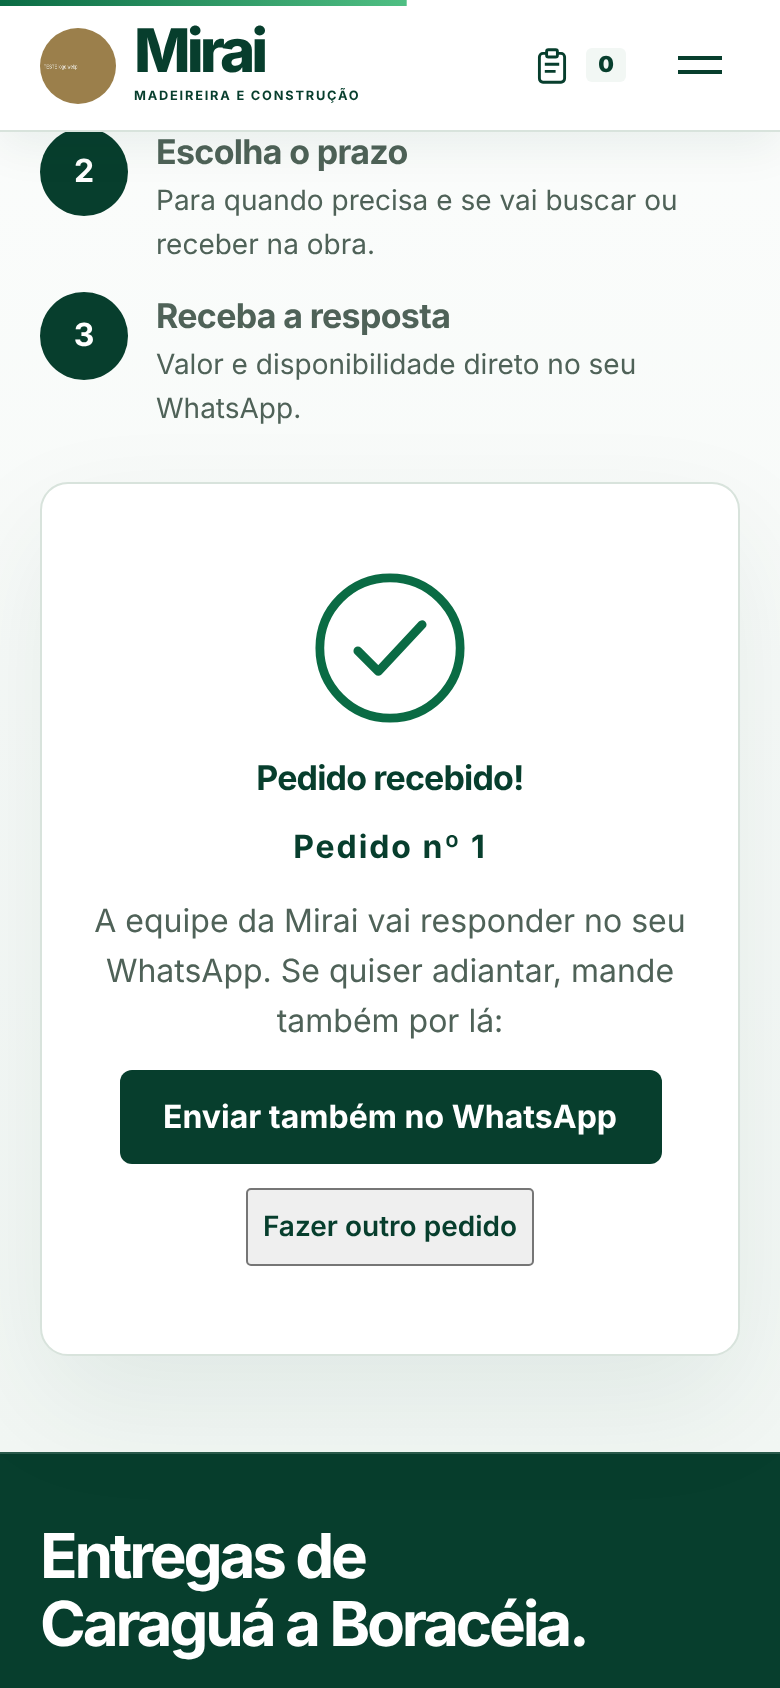 Mirai
MADEIREIRA E CONSTRUÇÃO
0
2
Escolha o prazo
Para quando precisa e se vai buscar ou
receber na obra.
3
Receba a resposta
Valor e disponibilidade direto no seu
WhatsApp.
Pedido recebido!
Pedido nº 1
A equipe da Mirai vai responder no seu
WhatsApp. Se quiser adiantar, mande
também por lá:
Enviar também no WhatsApp
Fazer outro pedido
Entregas de
Caraguá a Boracéia.